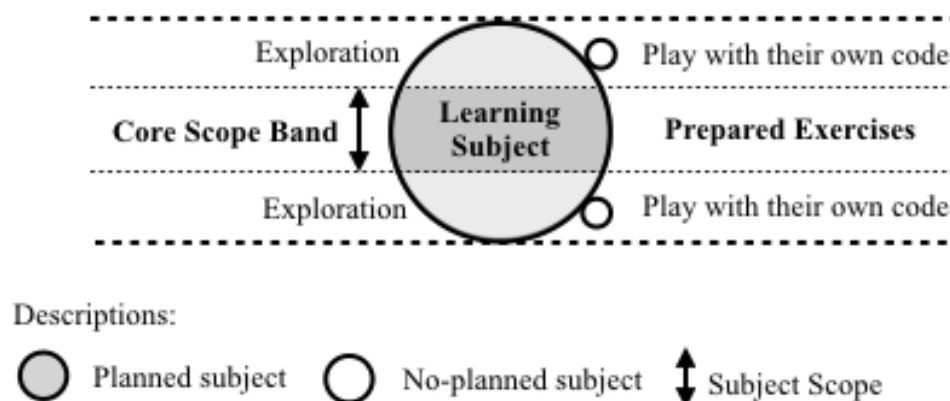 Exploration
Play with their own code
Core Scope Band
Learning
Subject
Prepared Exercises
Exploration
Play with their own code
Descriptions:
Planned subject
No-planned subject
Subject Scope